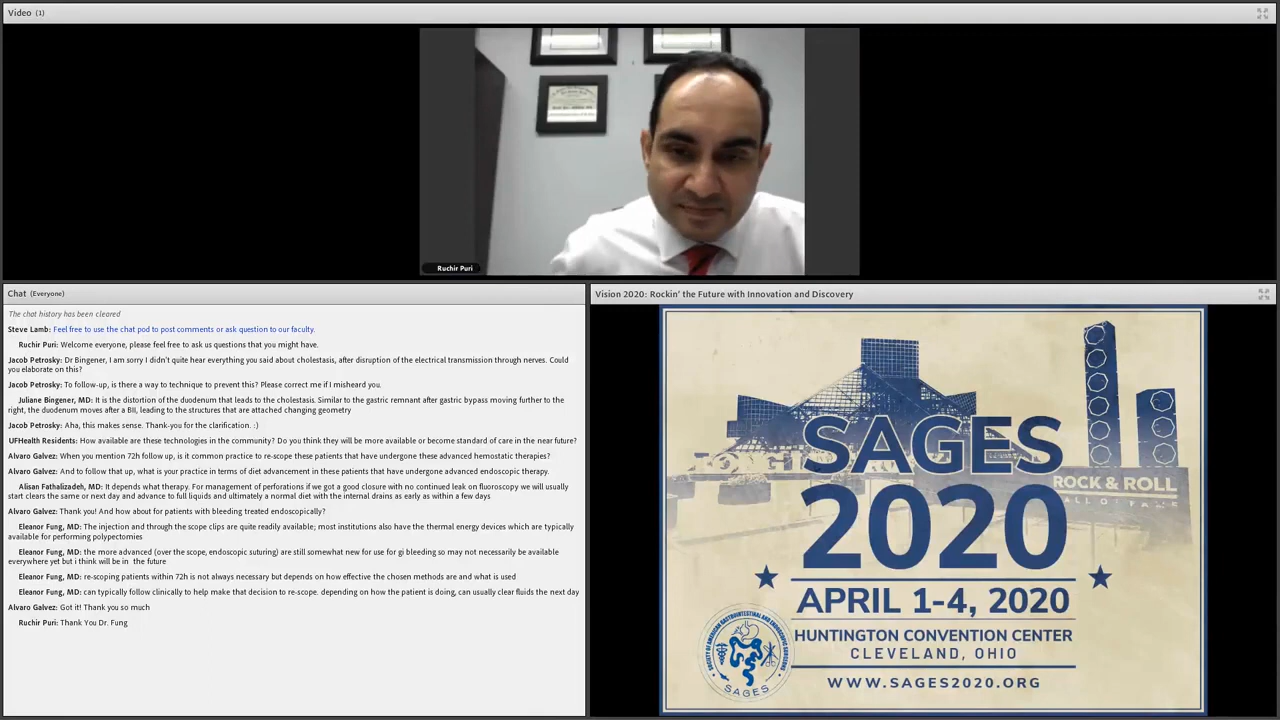 Video (1)
Ruchir Puri
Chat (Everyone)
The chat history has been cleared
Steve Lamb: Feel free to use the chat pod to post comments or ask question to our faculty.
Ruchir Puri: Welcome everyone, please feel free to ask us questions that you might have.
Jacob Petrosky: Dr Bingener, I am sorry I didn't quite hear everything you said about cholestasis, after disruption of the electrical transmission through nerves. Could
you elaborate on this?
Jacob Petrosky: To follow-up, is there a way to technique to prevent this? Please correct me if I misheard you.
Juliane Bingener, MD: It is the distortion of the duodenum that leads to the cholestasis. Similar to the gastric remnant after gastric bypass moving further to the
right, the duodenum moves after a BII, leading to the structures that are attached changing geometry
Jacob Petrosky: Aha, this makes sense. Thank-you for the clarification. :)
UFHealth Residents: How available are these technologies in the community? Do you think they will be more available or become standard of care in the near future?
Alvaro Galvez: When you mention 72h follow up, is it common practice to re-scope these patients that have undergone these advanced hemostatic therapies?
Alvaro Galvez: And to follow that up, what is your practice in terms of diet advancement in these patients that have undergone advanced endoscopic therapy.
Alisan Fathalizadeh, MD: It depends what therapy. For management of perforations if we got a good closure with no continued leak on fluoroscopy we will usually
start clears the same or next day and advance to full liquids and ultimately a normal diet with the internal drains as early as within a few days
Alvaro Galvez: Thank you! And how about for patients with bleeding treated endoscopically?
Eleanor Fung, MD: The injection and through the scope clips are quite readily available; most institutions also have the thermal energy devices which are typically
available for performing polypectomies
Eleanor Fung, MD: the more advanced (over the scope, endoscopic suturing) are still somewhat new for use for gi bleeding so may not necessarily be available
everywhere yet but i think will be in the future
Eleanor Fung, MD: re-scoping patients within 72h is not always necessary but depends on how effective the chosen methods are and what is used
Eleanor Fung, MD: can typically follow clinically to help make that decision to re-scope. depending on how the patient is doing, can usually clear fluids the next day
Alvaro Galvez: Got it! Thank you so much
Ruchir Puri: Thank You Dr. Fung
Vision 2020: Rockin' the Future with Innovation and Discovery
SAGES
ROCK & ROLL
HALL OF FAME
2020
APRIL 1-4, 2020
HUNTINGTON CONVENTION CENTER
CLEVELAND, OHIO
WWW.SAGES2020.ORG
SOCIETY OF AMERICAN GASTROINTESTINAL AND ENDOSCOPIC SURGEONS
SAGES